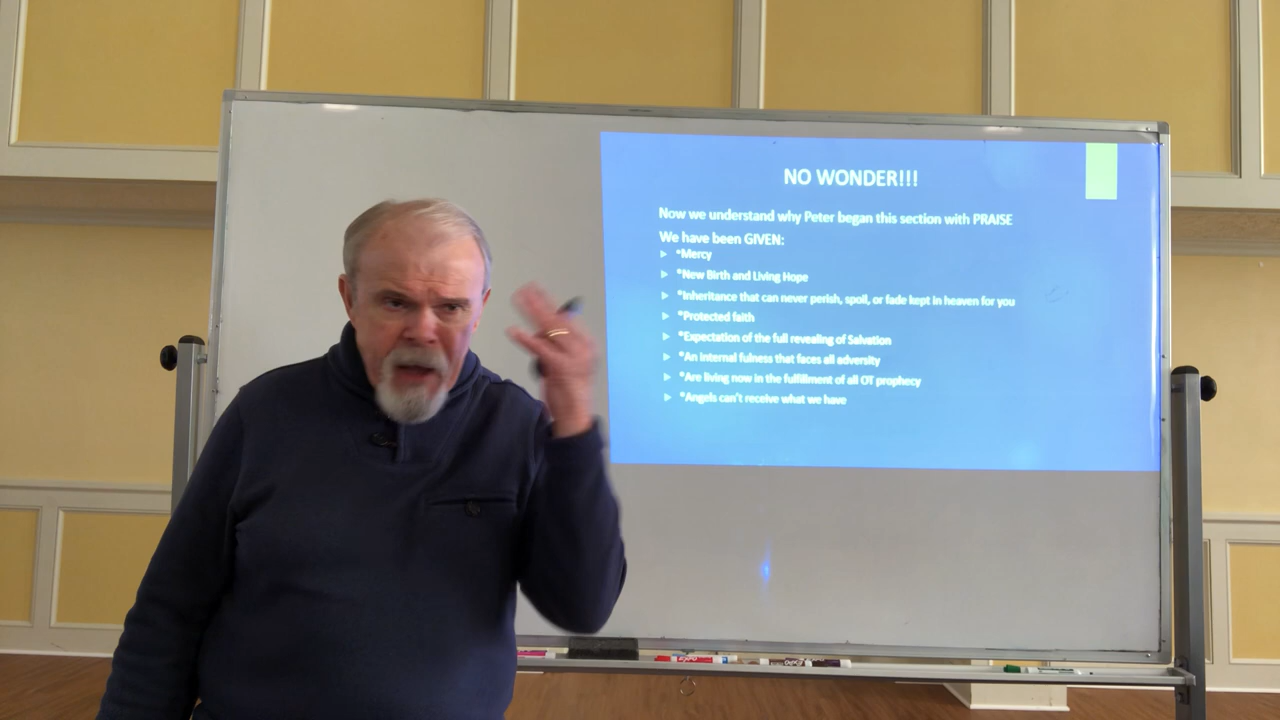 NO WONDER!!!
Now we understand why Peter began this section with PRAISE
We have been GIVEN:
*Mercy
*New Birth and Living Hope
*Inheritance that can never perish, spoil, or fade kept in heaven for you
*Protected faith
*Expectation of the full revealing of Salvation
*An internal fulness that faces all adversity
*Are living now in the fulfillment of all OT prophecy
*Angels can't receive what we have
EXPO